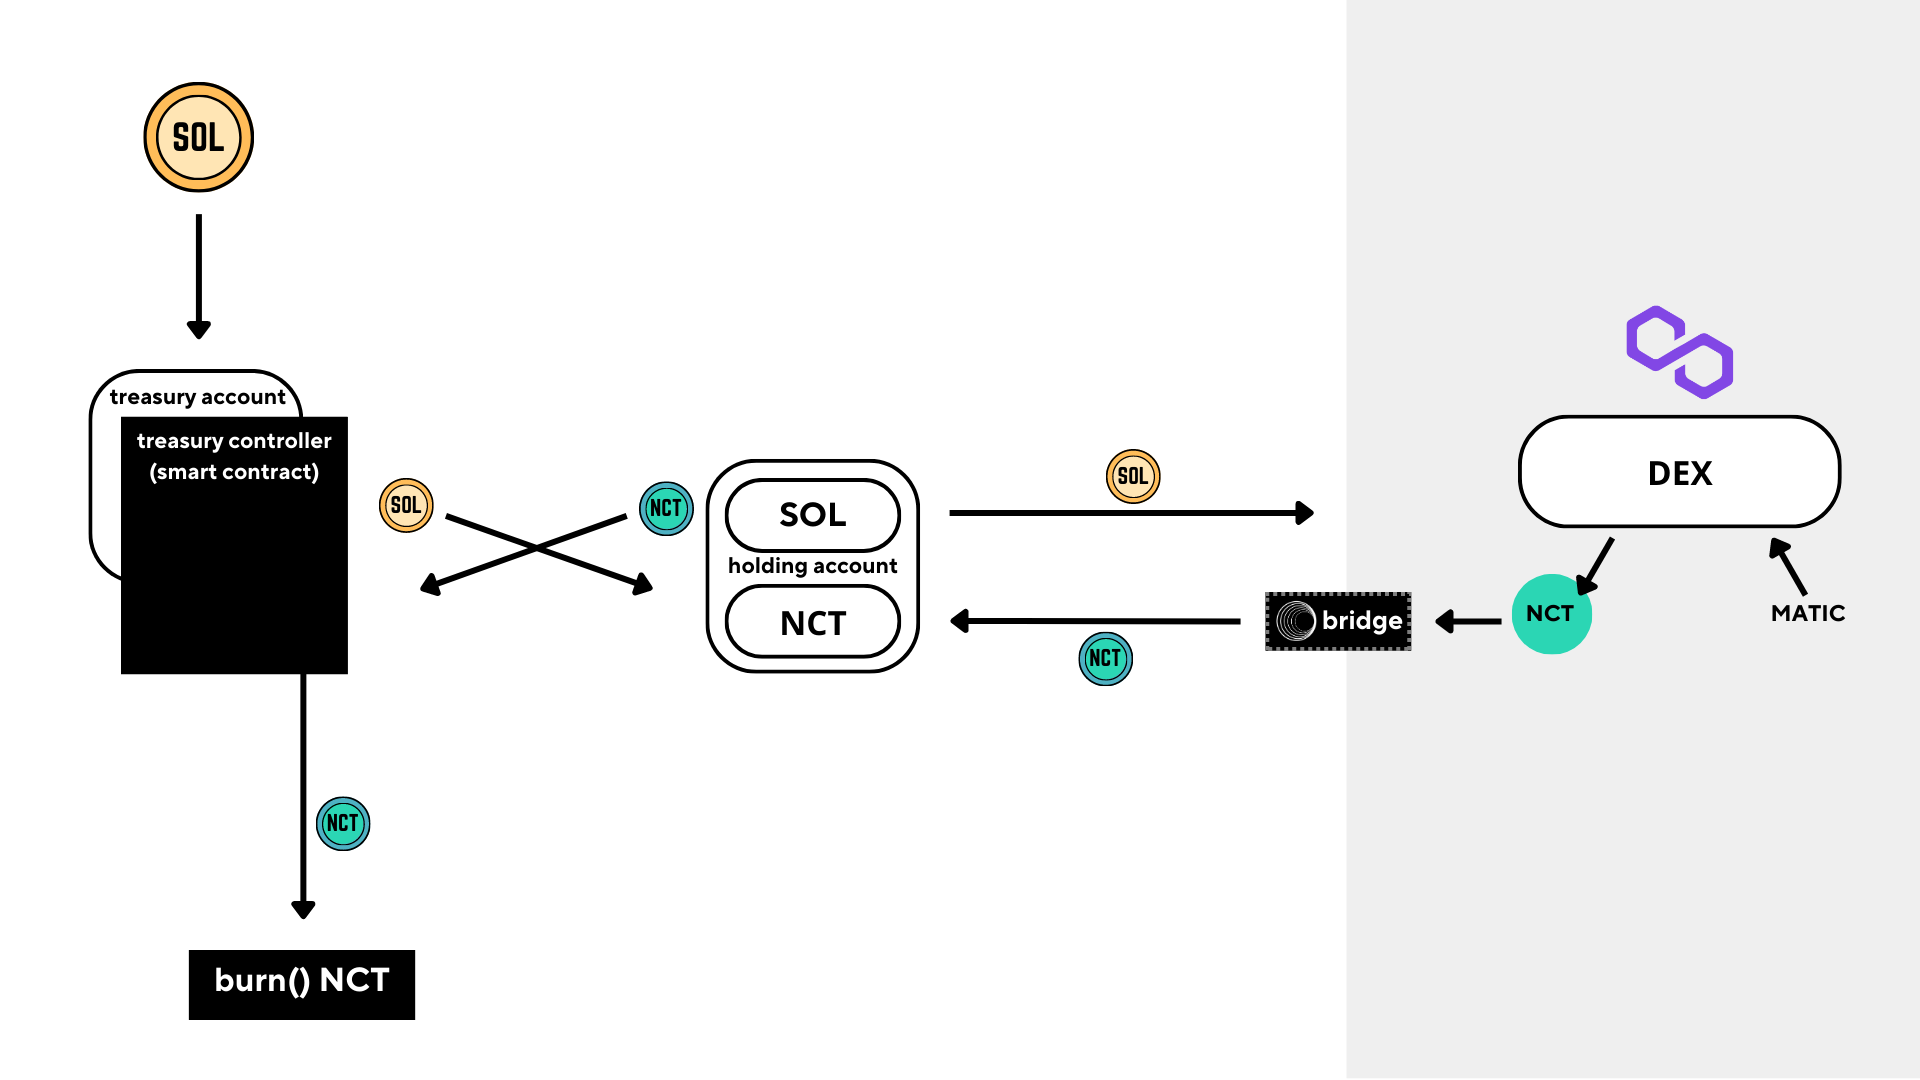 SOL
treasury account
treasury controller
(smart contract)
SOL
NCT
SOL
holding account
NCT
SOL
NCT
bridge
DEX
NCT
MATIC
NCT
burn() NCT